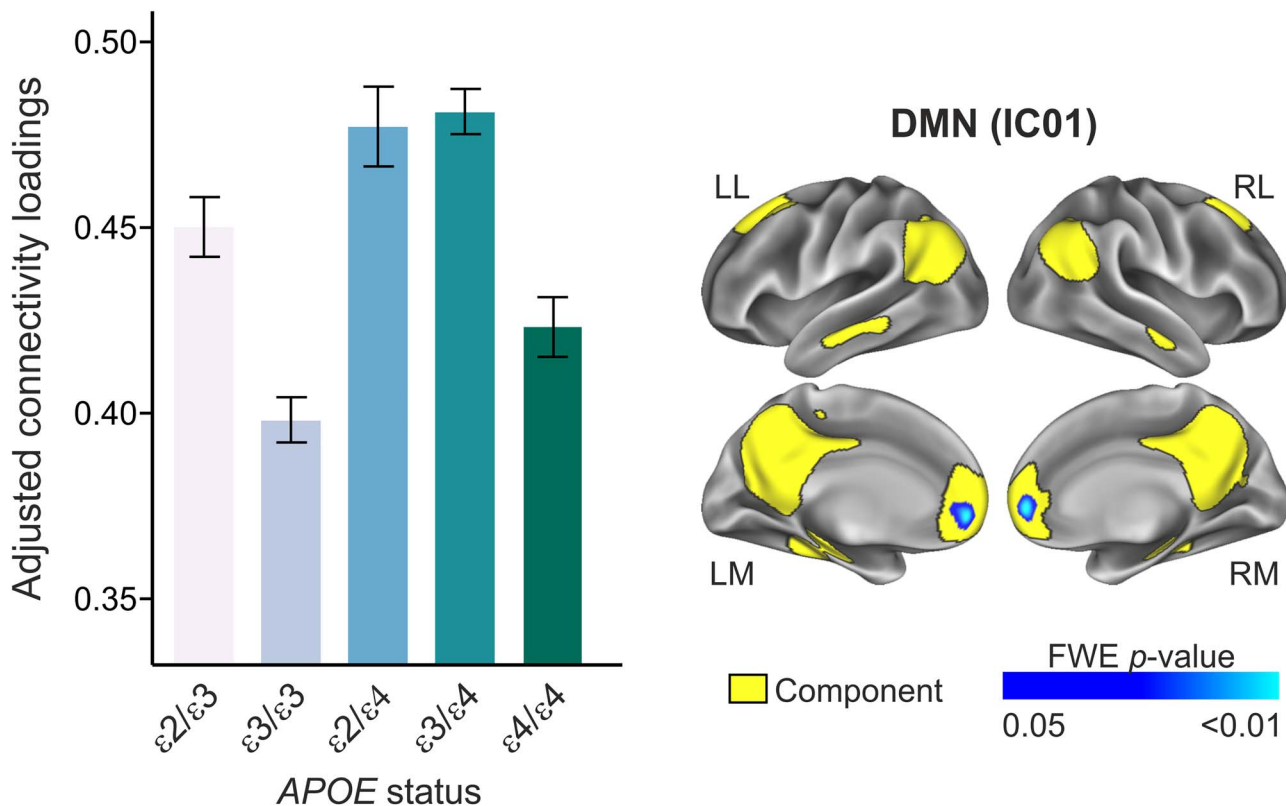 Adjusted connectivity loadings
0.50
0.45
0.40
0.35
ε2/ε3
ε3/ε3
ε2/ε4
ε3/ε4
ε4/ε4
APOE status
DMN (IC01)
LL
RL
LM
RM
Component
FWE p-value
0.05
<0.01